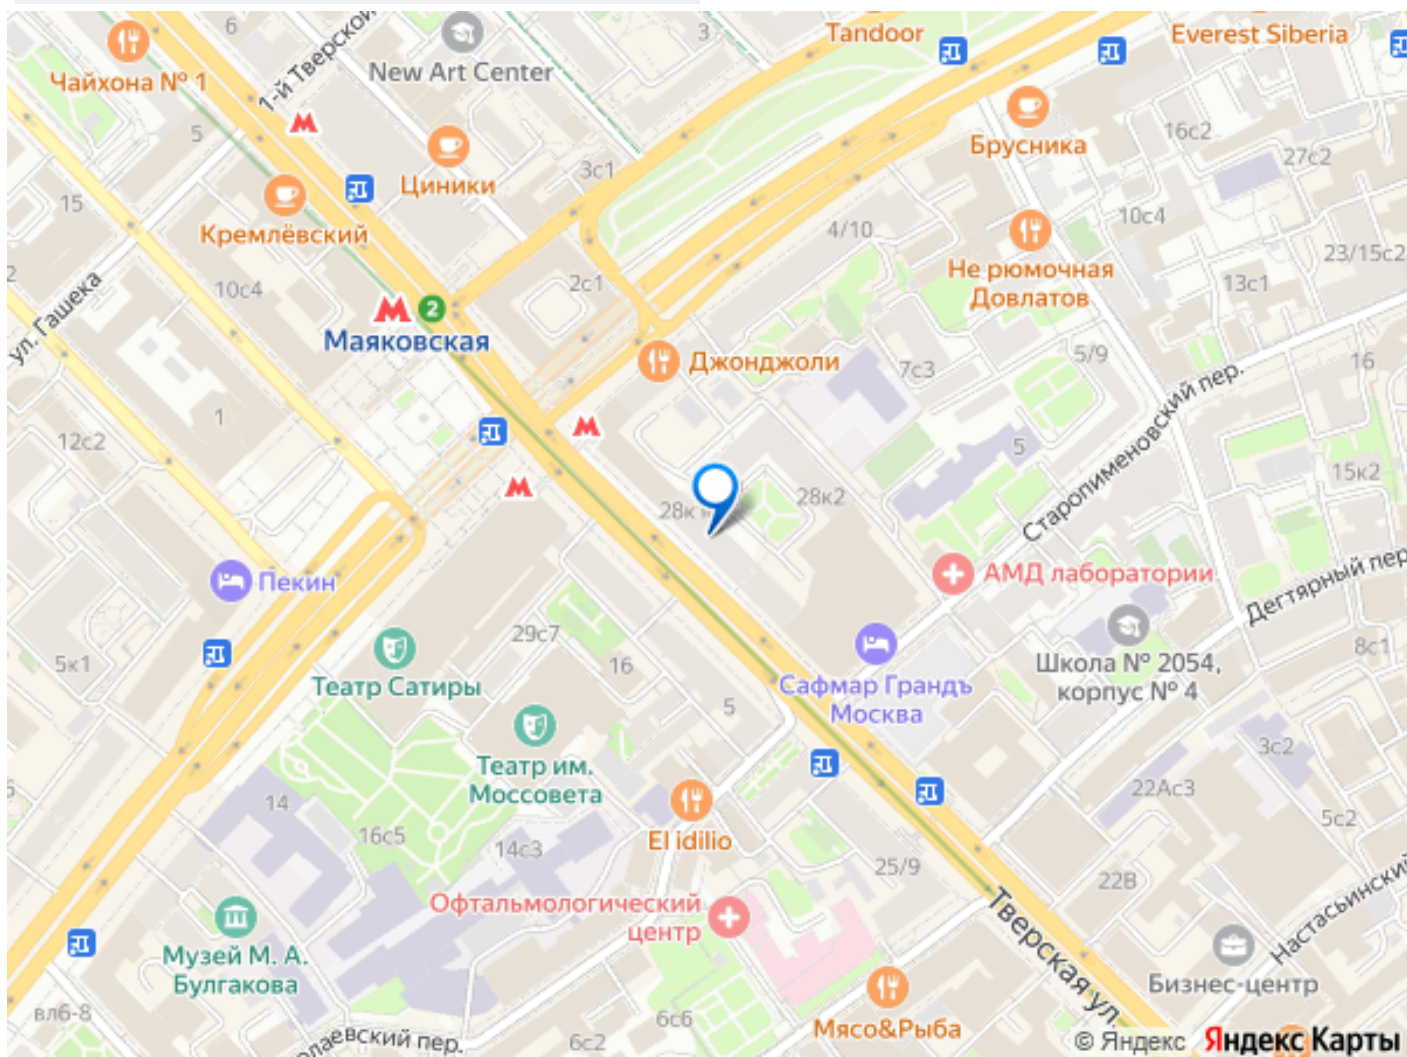 6
3
Tandoor
Everest Siberia
Чайхона № 1
1-й Тверской
New Art Center
5
Циники
3с1
Брусника
16с2
27с2
15
Кремлёвский
4/10
10с4
Не рюмочная
Довлатов
23/15с2
2
ул. Гашека
10с4
2с1
13с1
2
Маяковская
Джонджоли
7с3
5/9
16
1
12с2
5
Старопименовский пер.
15к2
28к
28к2
Пекин
АМД лаборатории
Дегтярный пер
29с7
16
5к1
Театр Сатиры
Школа № 2054,
корпус № 4
8с1
Сафмар Грандъ
Москва
5
Театр им.
Моссовета
3с2
14
16с5
14с3
El idilio
22Ас3
5с2
25/9
22В
Офтальмологический
центр
Тверская ул.
Настасьинский
Музей М. А.
Булгакова
Бизнес-центр
вл6-8
6с6
Мясо&Рыба
лаевский пер.
6с2
© Яндекс Яндекс Карты